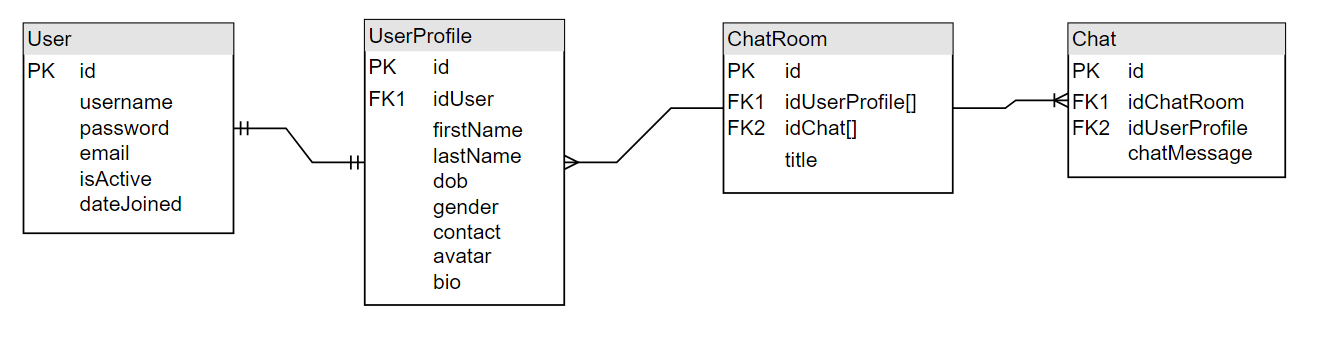 User
PK id
username
password
email
isActive
dateJoined
UserProfile
PK id
FK1 idUser
firstName
lastName
dob
gender
contact
avatar
bio
ChatRoom
PK id
FK1 idUserProfile[]
FK2 idChat[]
title
Chat
PK id
FK1 idChatRoom
FK2 idUserProfile
chatMessage